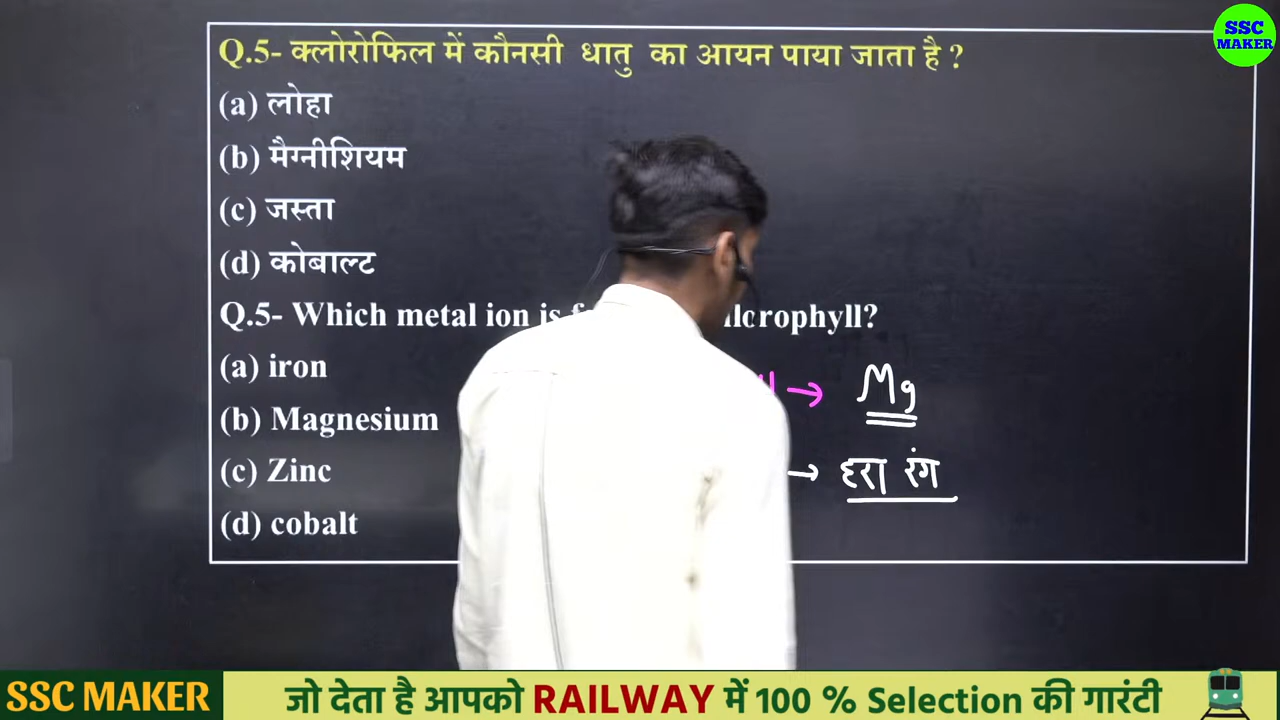 SSC
MAKER
Q.5- क्लोरोफिल में कौनसी धातु का आयन पाया जाता है ?
(a) लोहा
(b) मैग्नीशियम
(c) जस्ता
(d) कोबाल्ट
Q.5- Which metal ion is
(a) iron
(b) Magnesium
(c) Zinc
(d) cobalt
→ Mg
→ हरा रंग
SSC MAKER
जो देता है आपको RAILWAY में 100 % Selection की गारंटी